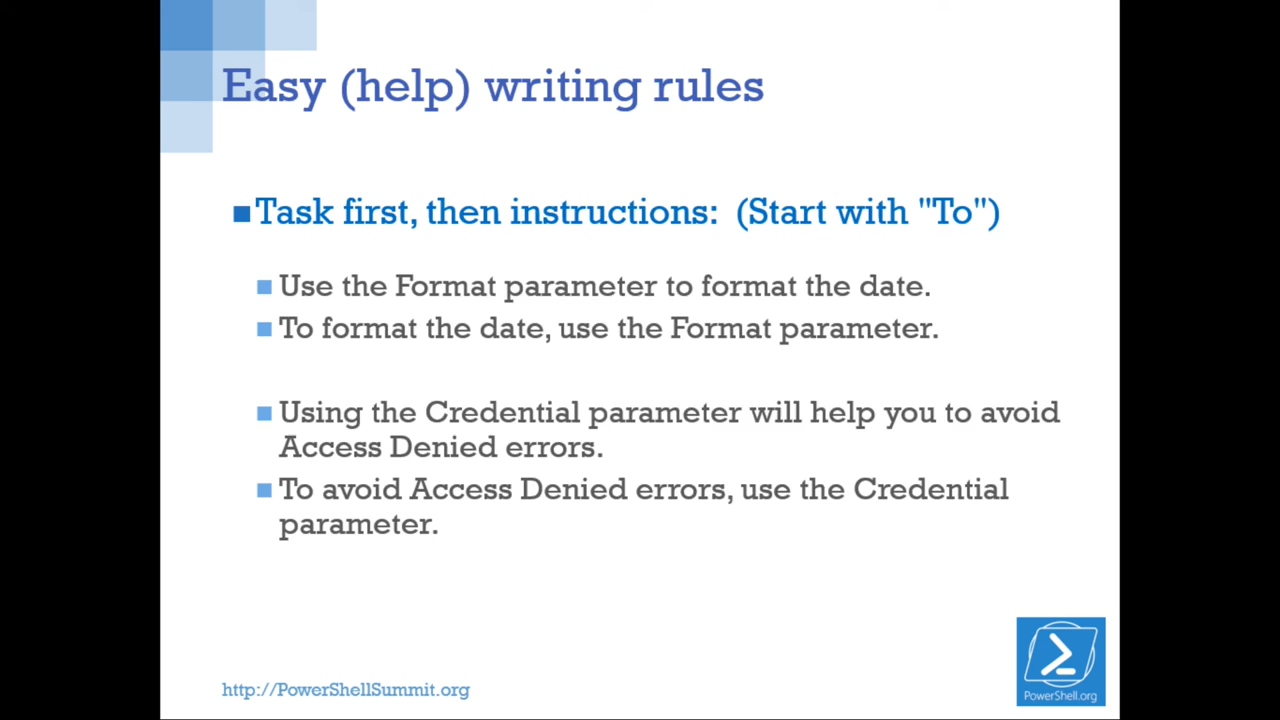 Easy (help) writing rules
Task first, then instructions:  (Start with "To")
Use the Format parameter to format the date.
To format the date, use the Format parameter.
Using the Credential parameter will help you to avoid
Access Denied errors.
To avoid Access Denied errors, use the Credential
parameter.
http://PowerShellSummit.org
PowerShell.org